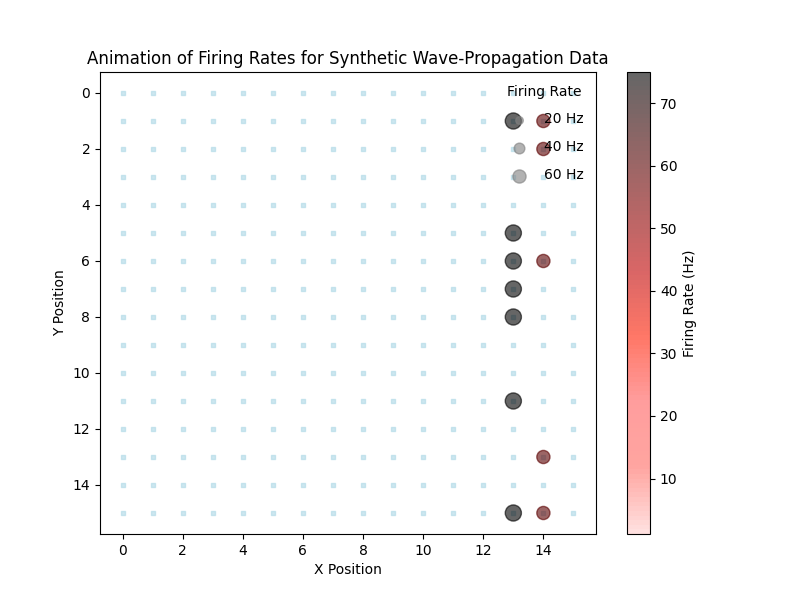 Animation of Firing Rates for Synthetic Wave-Propagation Data
Firing Rate
20 Hz
40 Hz
60 Hz
0
2
4
6
8
10
12
14
Y Position
0 2 4 6 8 10 12 14
X Position
70
60
50
40
30
20
10
Firing Rate (Hz)